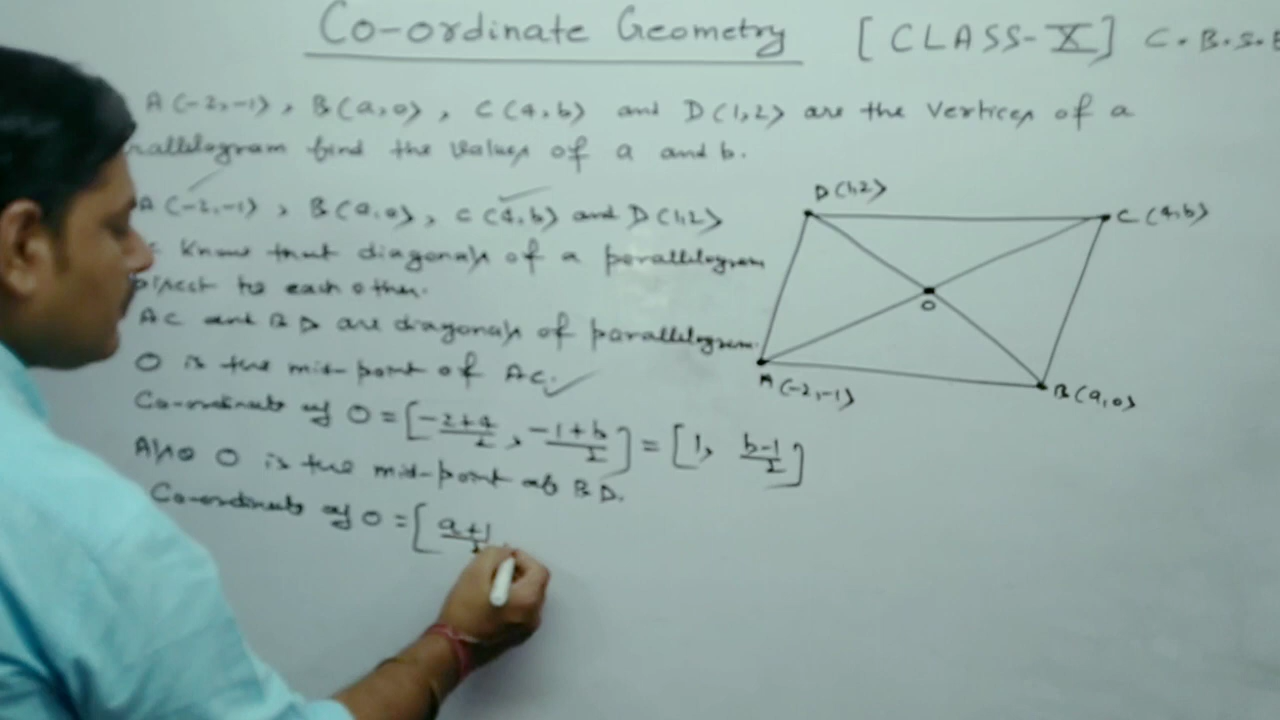 Co-ordinate Geometry [CLASS-X] C.B.S.E
A(-2,-1), B(a,0), C(4,b) and D(1,2) are the vertices of a
rallelogram find the values of a and b.
A(-2,-1), B(a,0), C(4,b) and D(1,2)
know that diagonals of a parallelogram
bisect to each other.
AC and BD are diagonals of parallelogram.
O is the mid-point of AC.
Co-ordinate of O = [-2+4/2, -1+b/2] = [1, b-1/2]
Also O is the mid-point of BD.
Co-ordinate of O = [a+1/2
D(1,2)
C(4,b)
O
A(-2,-1)
B(a,0)